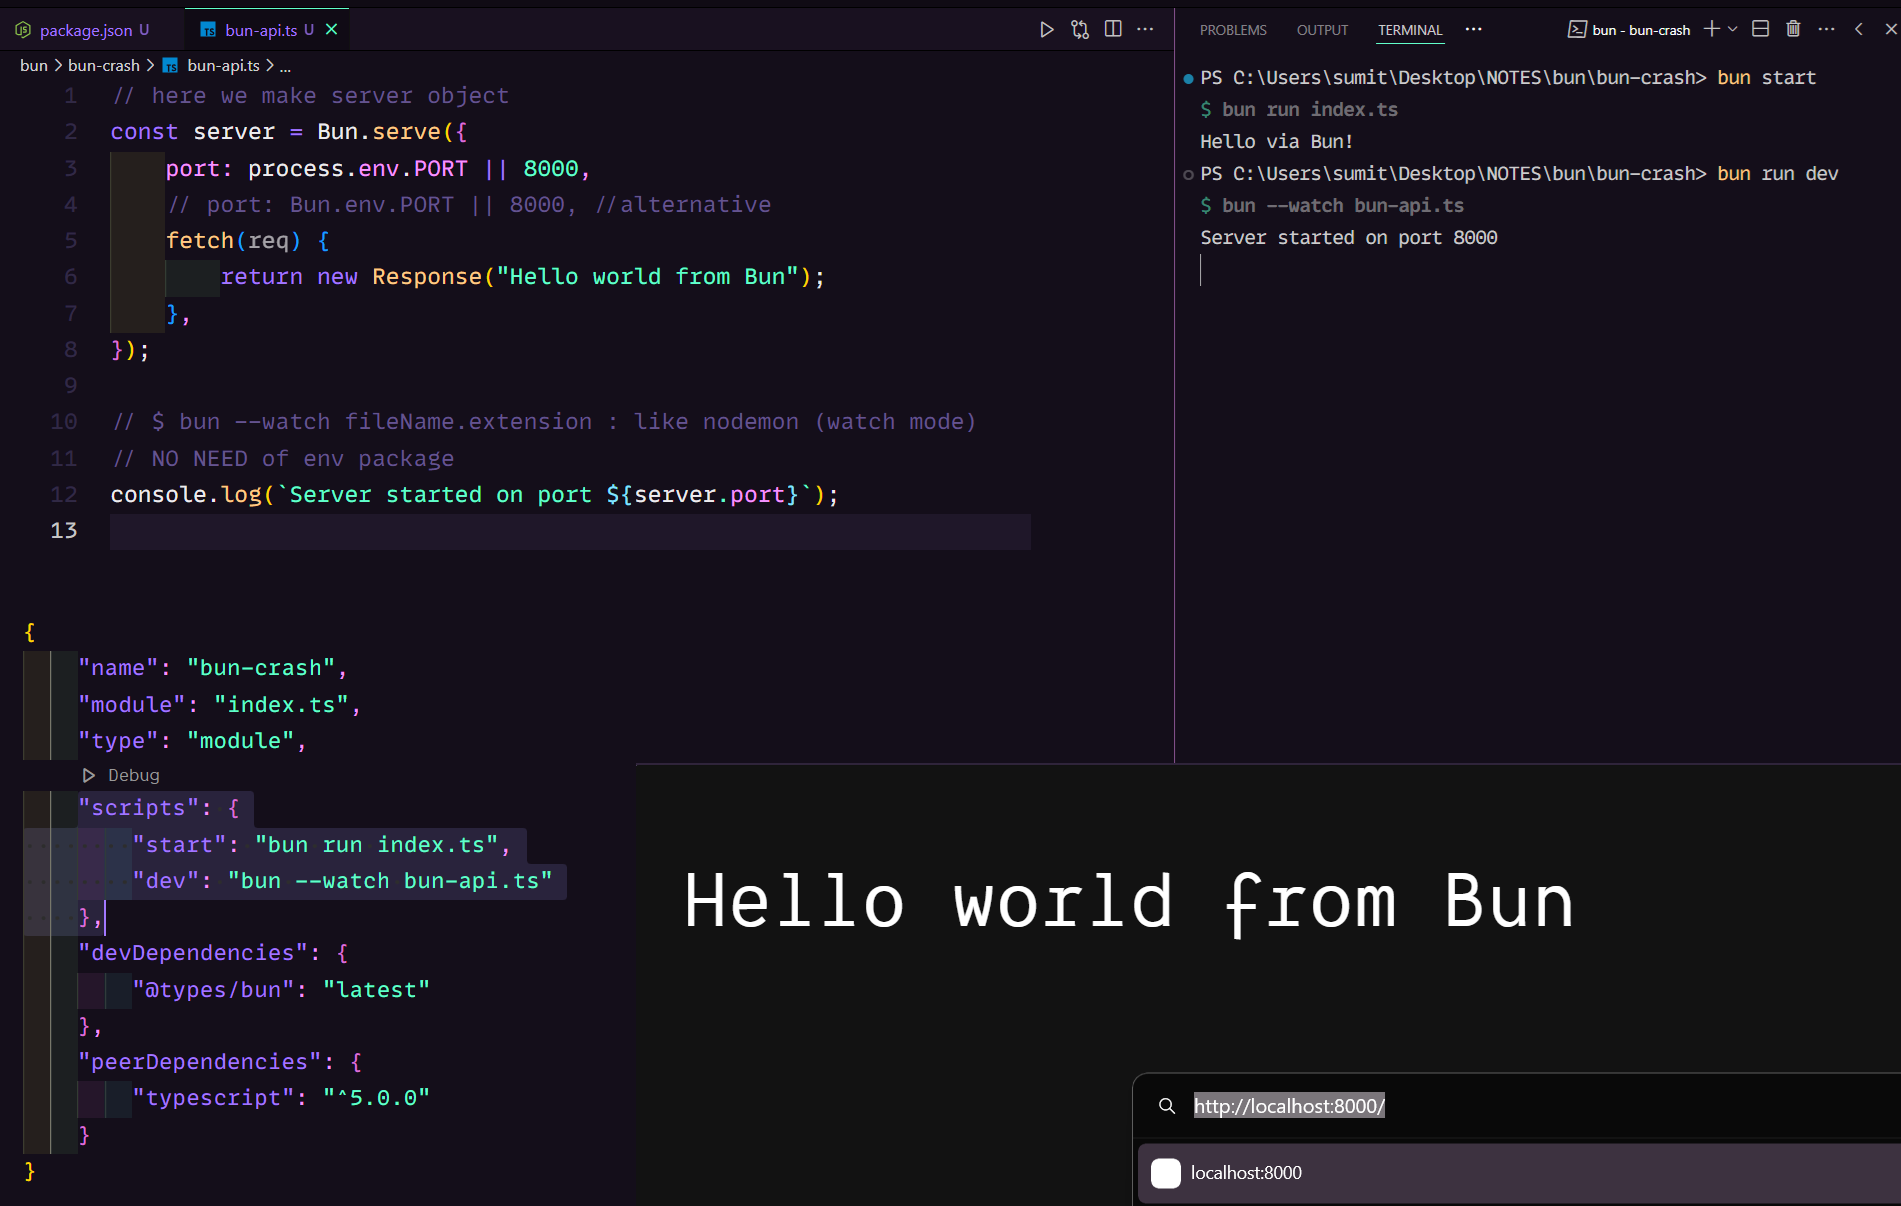 package.json U
bun-api.ts U
bun > bun-crash > bun-api.ts > ...
1 // here we make server object
2 const server = Bun.serve({
3 port: process.env.PORT || 8000,
4 // port: Bun.env.PORT || 8000, //alternative
5 fetch(req) {
6 return new Response("Hello world from Bun");
7 },
8 });
9
10 // $ bun --watch fileName.extension : like nodemon (watch mode)
11 // NO NEED of env package
12 console.log(`Server started on port ${server.port}`);
13
PROBLEMS OUTPUT TERMINAL ... bun - bun-crash
PS C:\Users\sumit\Desktop\NOTES\bun\bun-crash> bun start
$ bun run index.ts
Hello via Bun!
PS C:\Users\sumit\Desktop\NOTES\bun\bun-crash> bun run dev
$ bun --watch bun-api.ts
Server started on port 8000
{
"name": "bun-crash",
"module": "index.ts",
"type": "module",
Debug
"scripts": {
"start": "bun run index.ts",
"dev": "bun --watch bun-api.ts"
},
"devDependencies": {
"@types/bun": "latest"
},
"peerDependencies": {
"typescript": "^5.0.0"
}
}
Hello world from Bun
http://localhost:8000/
localhost:8000